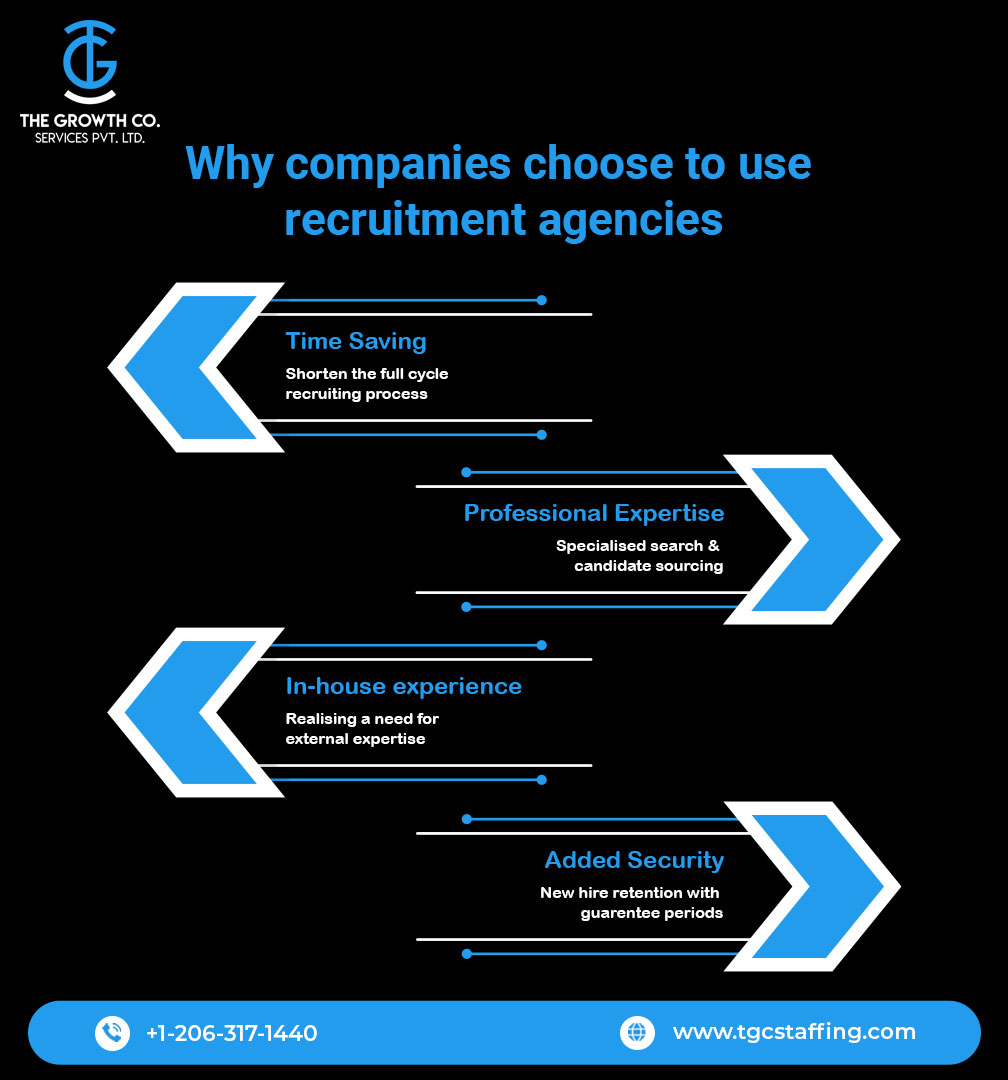 THE GROWTH CO.
SERVICES PVT. LTD.
Why companies choose to use
recruitment agencies
Time Saving
Shorten the full cycle
recruiting process
Professional Expertise
Specialised search &
candidate sourcing
In-house experience
Realising a need for
external expertise
Added Security
New hire retention with
guarentee periods
+1-206-317-1440
www.tgcstaffing.com